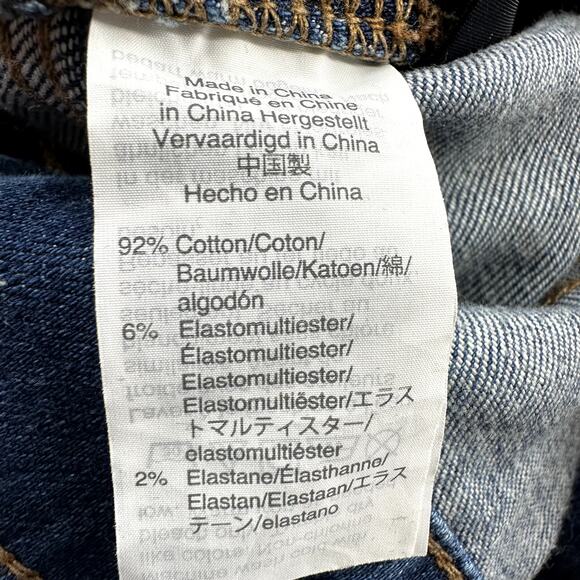 Made in China
Fabriqué en Chine
in China Hergestellt
Vervaardigd in China
中国製
Hecho en China
92% Cotton/Coton/
Baumwolle/Katoen/綿/
algodón
6% Elastomultiester/
Élastomultiester/
Elastomultiester/
Elastomultiëster/エラス
トマルティスター/
elastomultiéster
2% Elastane/Élasthanne/
Elastan/Elastaan/エラス
テーン/elastano